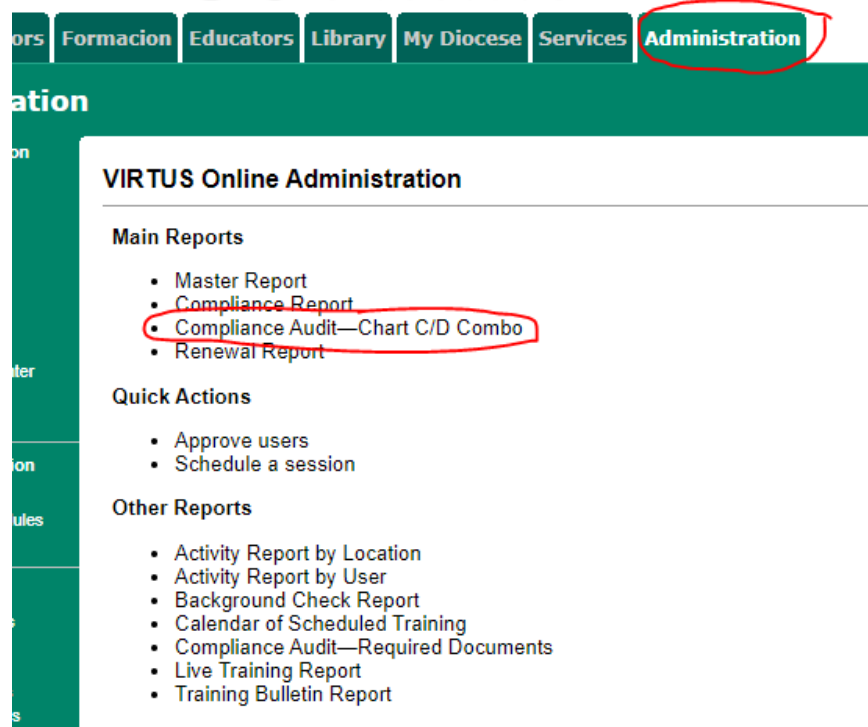 ors Formacion Educators Library My Diocese Services Administration
ation
on
VIRTUS Online Administration
Main Reports
• Master Report
• Compliance Report
• Compliance Audit—Chart C/D Combo
• Renewal Report
ter
Quick Actions
• Approve users
ion
• Schedule a session
Other Reports
ules
• Activity Report by Location
• Activity Report by User
• Background Check Report
• Calendar of Scheduled Training
• Compliance Audit—Required Documents
• Live Training Report
• Training Bulletin Report
s